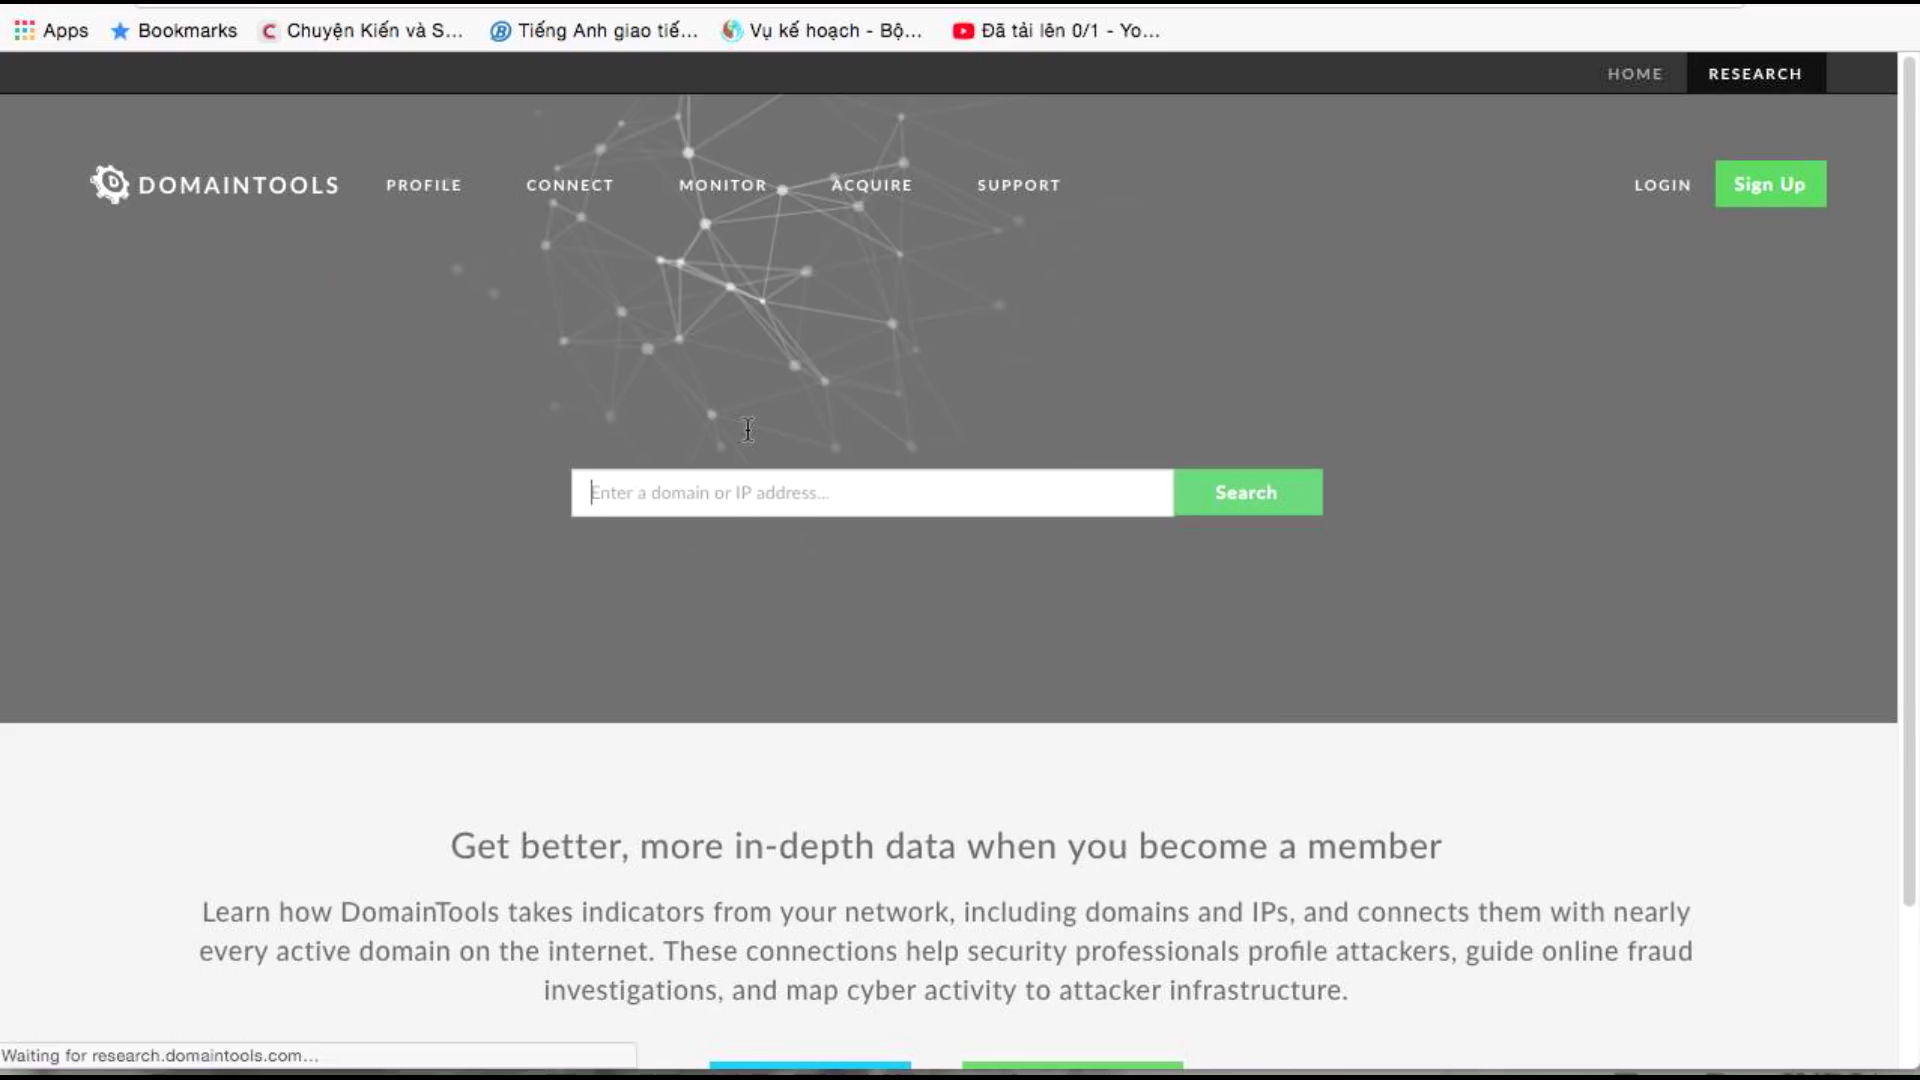 Apps Bookmarks Chuyện Kiến và S... Tiếng Anh giao tiế... Vụ kế hoạch - Bộ... Đã tải lên 0/1 - Yo...
HOME RESEARCH
DOMAINTOOLS PROFILE CONNECT MONITOR ACQUIRE SUPPORT LOGIN Sign Up
Enter a domain or IP address... Search
Get better, more in-depth data when you become a member
Learn how DomainTools takes indicators from your network, including domains and IPs, and connects them with nearly
every active domain on the internet. These connections help security professionals profile attackers, guide online fraud
investigations, and map cyber activity to attacker infrastructure.
Waiting for research.domaintools.com...